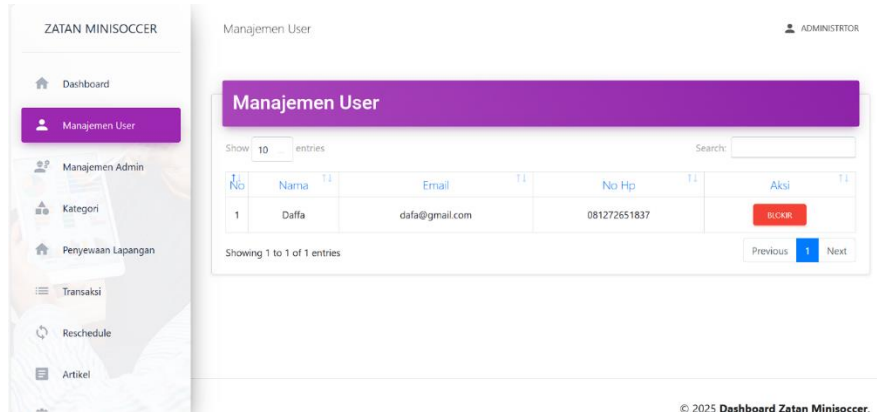 ZATAN MINISOCCER
Dashboard
Manajemen User
Manajemen Admin
Kategori
Penyewaan Lapangan
Transaksi
Reschedule
Artikel
Manajemen User
ADMINISTRTOR
Manajemen User
Show 10 entries
Search:
No Nama Email No Hp Aksi
1 Daffa dafa@gmail.com 081272651837 BLOKIR
Showing 1 to 1 of 1 entries
Previous 1 Next
© 2025 Dashboard Zatan Minisoccer.